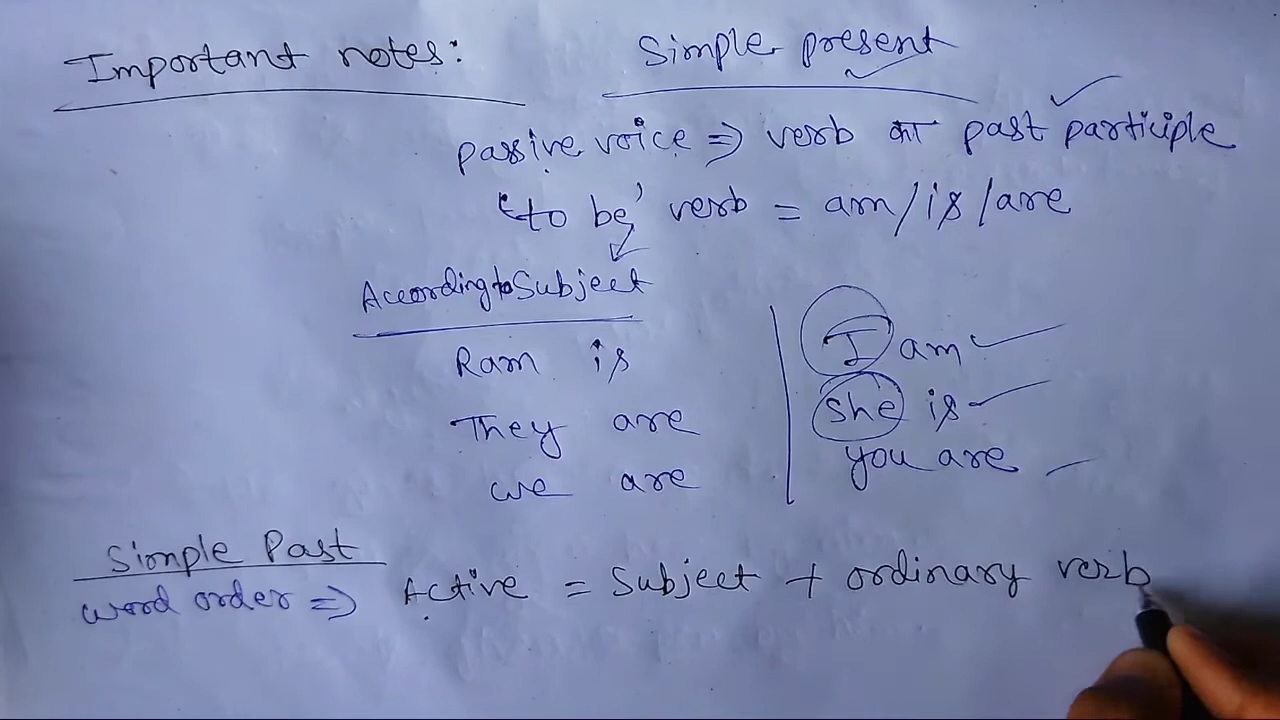 Important notes:
Simple present
passive voice => verb का past participle
'to be' verb = am/is/are
According to Subject
Ram is
They are
we are
I am
she is
you are
Simple Past
word order => Active = Subject + ordinary verb